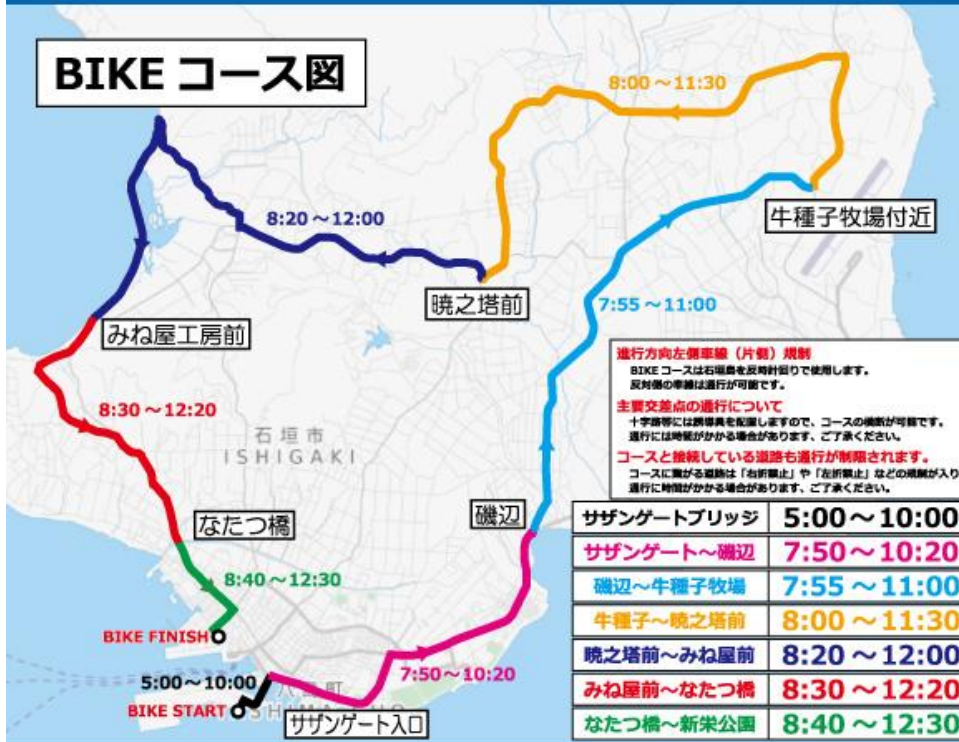 BIKE コース図
8:00～11:30
8:20～12:00
牛種子牧場付近
暁之塔前
7:55～11:00
みね屋工房前
進行方向左側車線（片側）規制
BIKE コースは石垣島を反時計回りで使用します。
反対側の車線は通行が可能です。
主要交差点の通行について
十字路等には誘導員を配置しますので、コースの横断が可能です。
通行には時間がかかる場合があります、ご了承ください。
コースと接続している道路も通行が制限されます。
コースに繋がる道路は「右折禁止」や「左折禁止」などの規制が入り
通行に時間がかかる場合があります、ご了承ください。
8:30～12:20
石垣市
ISHIGAKI
なたつ橋
磯辺
8:40～12:30
BIKE FINISH
7:50～10:20
5:00～10:00
BIKE START
サザンゲート入口
サザンゲートブリッジ 5:00～10:00
サザンゲート～磯辺 7:50～10:20
磯辺～牛種子牧場 7:55～11:00
牛種子～暁之塔前 8:00～11:30
暁之塔前～みね屋前 8:20～12:00
みね屋前～なたつ橋 8:30～12:20
なたつ橋～新栄公園 8:40～12:30